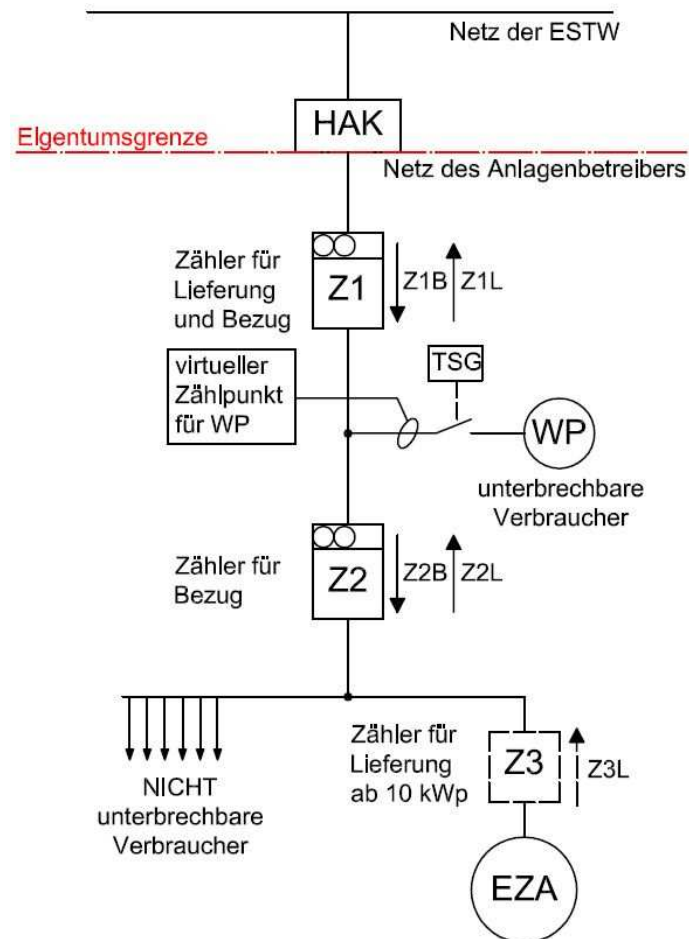 Netz der ESTW
HAK
EIgentumsgrenze
Netz des Anlagenbetreibers
Zähler für
Lieferung
und Bezug
Z1
Z1B
Z1L
virtueller
Zählpunkt
für WP
TSG
WP
unterbrechbare
Verbraucher
Zähler für
Bezug
Z2
Z2B
Z2L
NICHT
unterbrechbare
Verbraucher
Zähler für
Lieferung
ab 10 kWp
Z3
Z3L
EZA